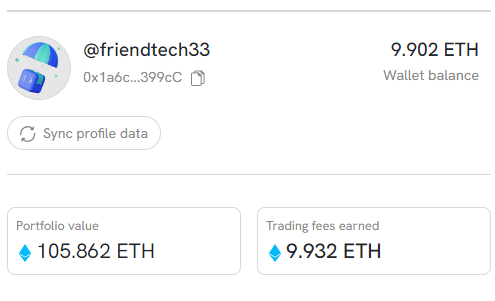 @friendtech33
9.902 ETH
0x1a6c...399cC
Wallet balance
Sync profile data
Portfolio value
105.862 ETH
Trading fees earned
9.932 ETH